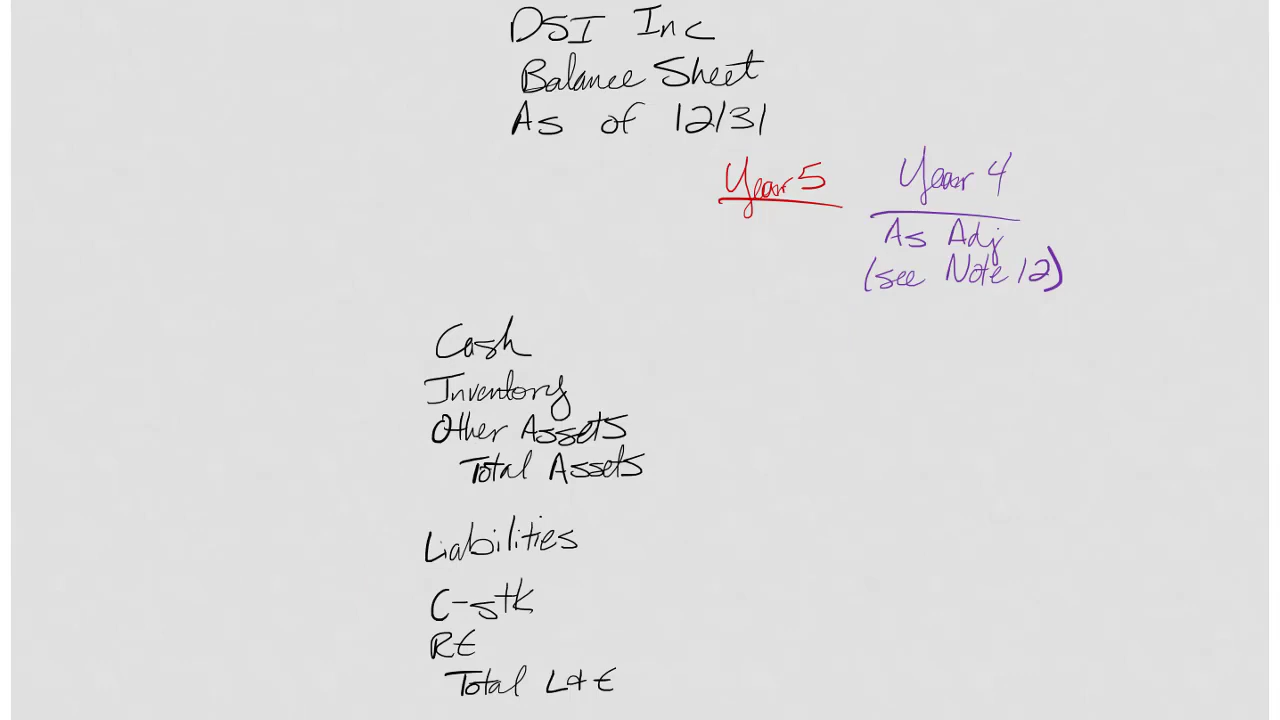 DSI Inc
Balance Sheet
As of 12/31
Year 5 Year 4
As Adj
(see Note 12)
Cash
Inventory
Other Assets
Total Assets
Liabilities
C-stk
RE
Total L+E